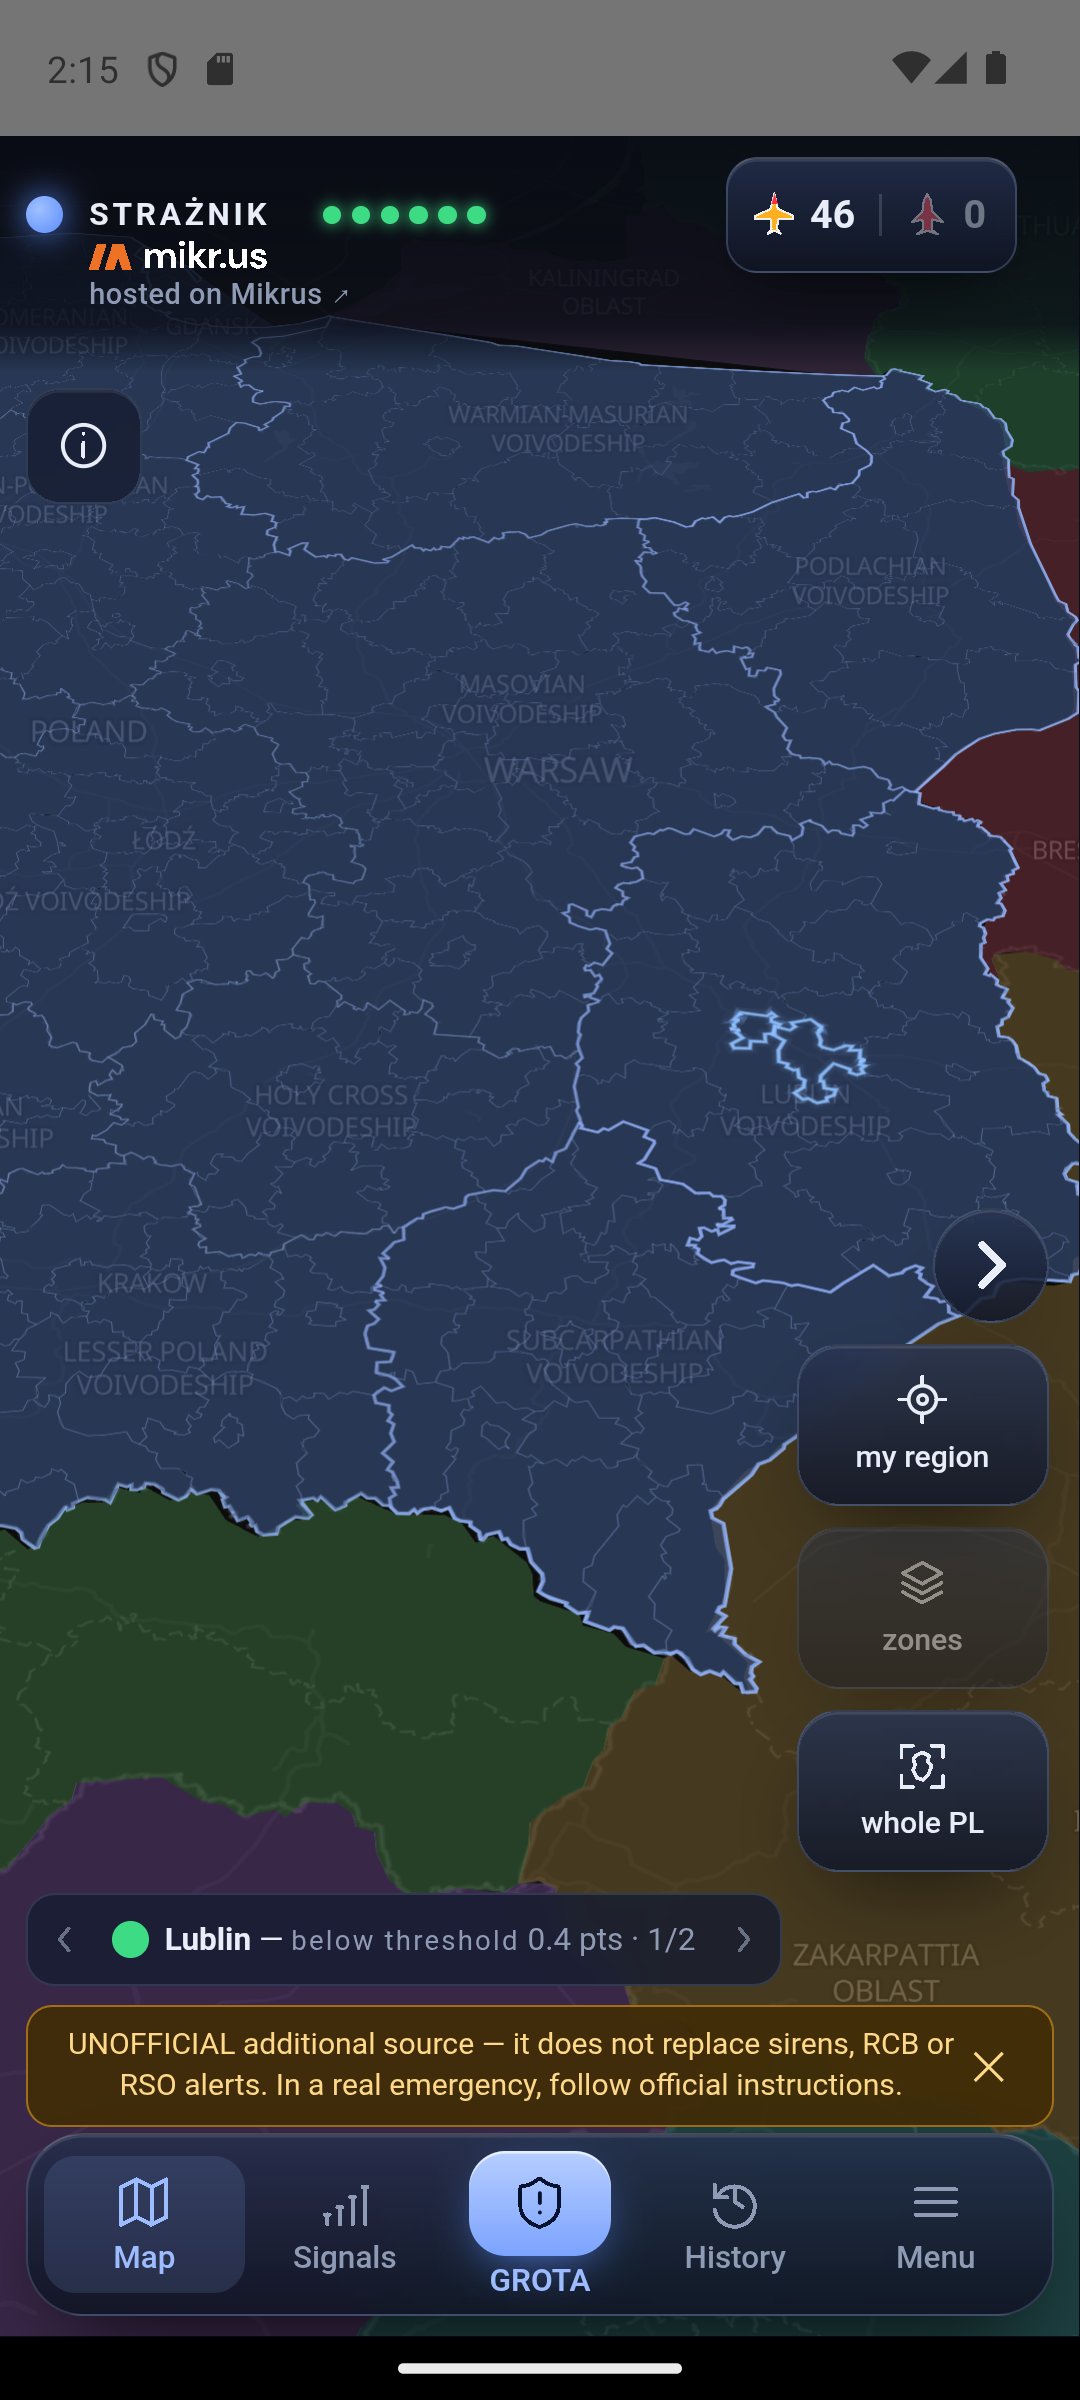 2:15
STRAŻNIK
46
0
mikr.us
hosted on Mikrus ↗
KALININGRAD
OBLAST
GDAŃSK
WARMIAN-MASURIAN
VOIVODESHIP
PODLACHIAN
VOIVODESHIP
MASOVIAN
VOIVODESHIP
POLAND
WARSAW
ŁÓDŹ
VOIVODESHIP
HOLY CROSS
VOIVODESHIP
LUBLIN
VOIVODESHIP
KRAKOW
LESSER POLAND
VOIVODESHIP
SUBCARPATHIAN
VOIVODESHIP
my region
zones
whole PL
Lublin — below threshold 0.4 pts · 1/2
ZAKARPATTIA
OBLAST
UNOFFICIAL additional source — it does not replace sirens, RCB or
RSO alerts. In a real emergency, follow official instructions.
Map
Signals
GROTA
History
Menu